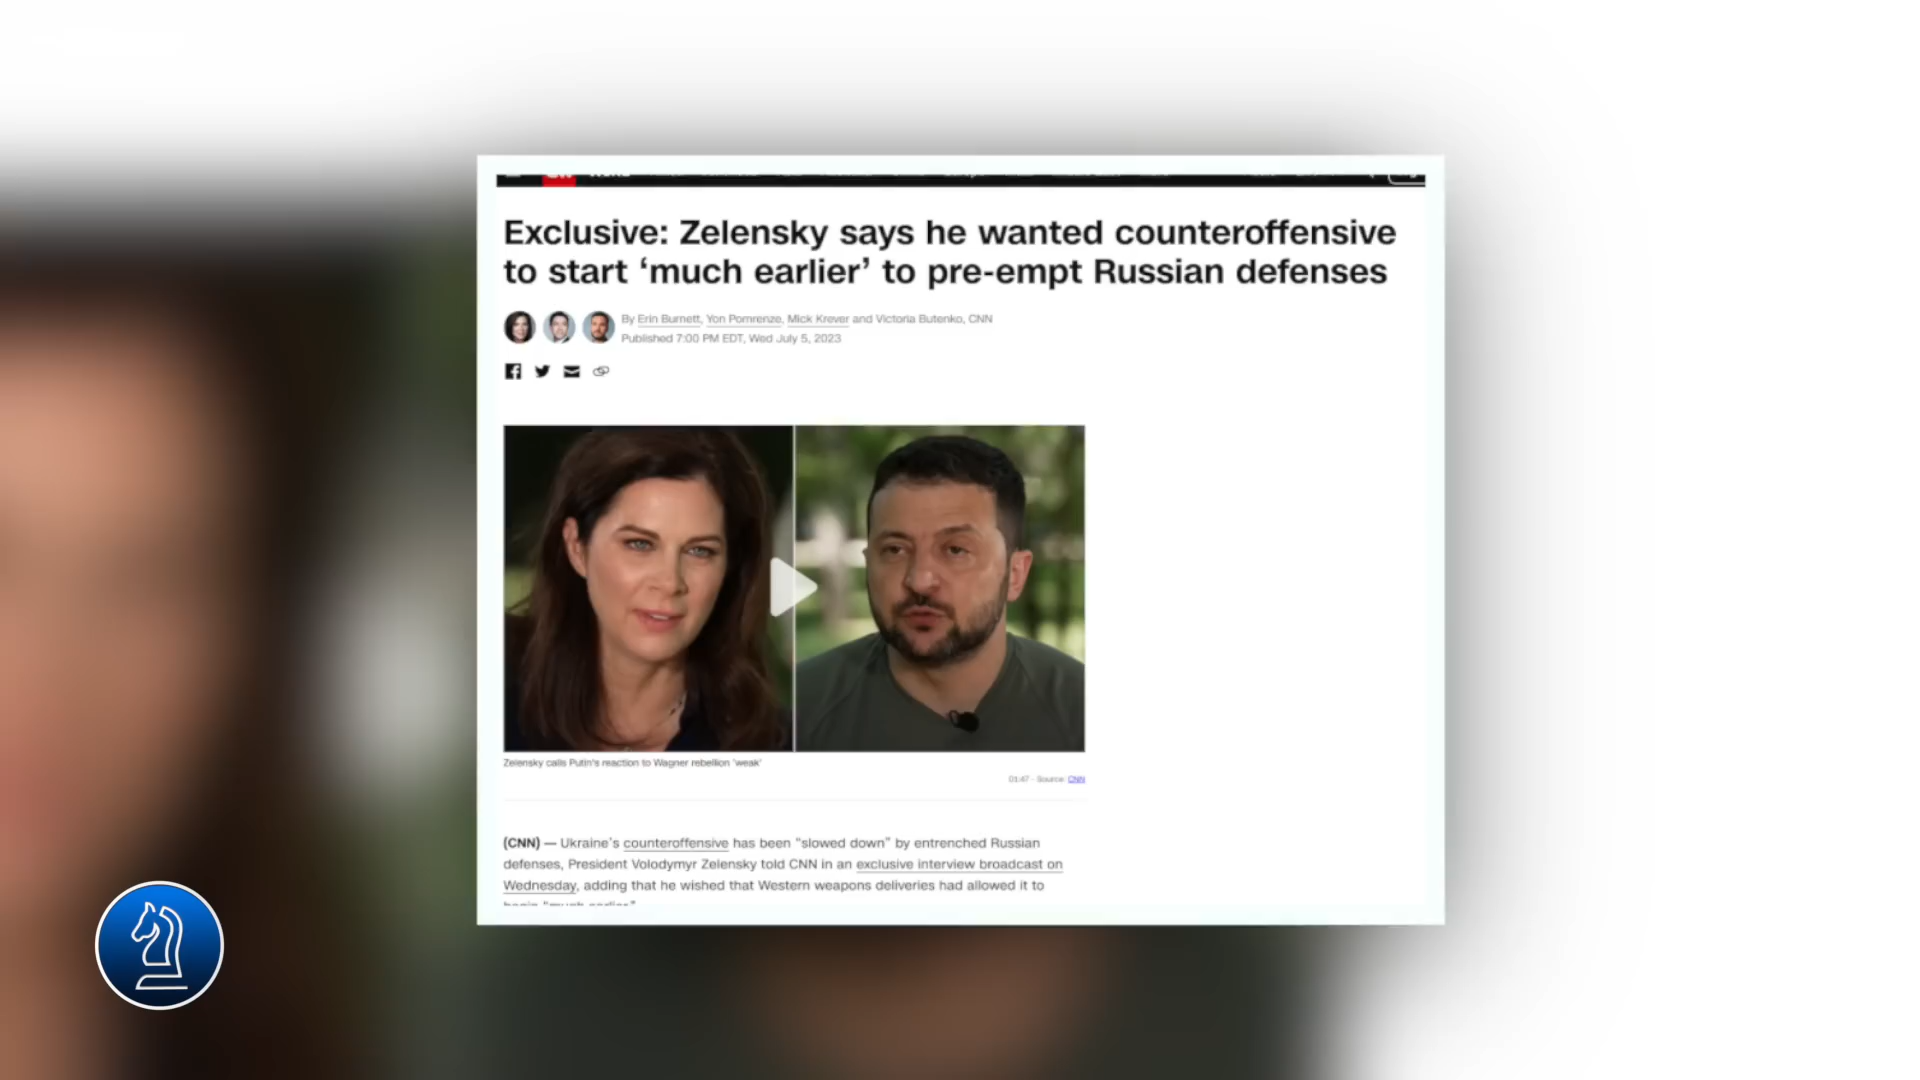 Exclusive: Zelensky says he wanted counteroffensive
to start ‘much earlier’ to pre-empt Russian defenses
By Erin Burnett, Yon Pomrenze, Mick Krever and Victoria Butenko, CNN
Published 7:00 PM EDT, Wed July 5, 2023
Zelensky calls Putin's reaction to Wagner rebellion 'weak'
01:47 - Source: CNN
(CNN) — Ukraine’s counteroffensive has been “slowed down” by entrenched Russian
defenses, President Volodymyr Zelensky told CNN in an exclusive interview broadcast on
Wednesday, adding that he wished that Western weapons deliveries had allowed it to